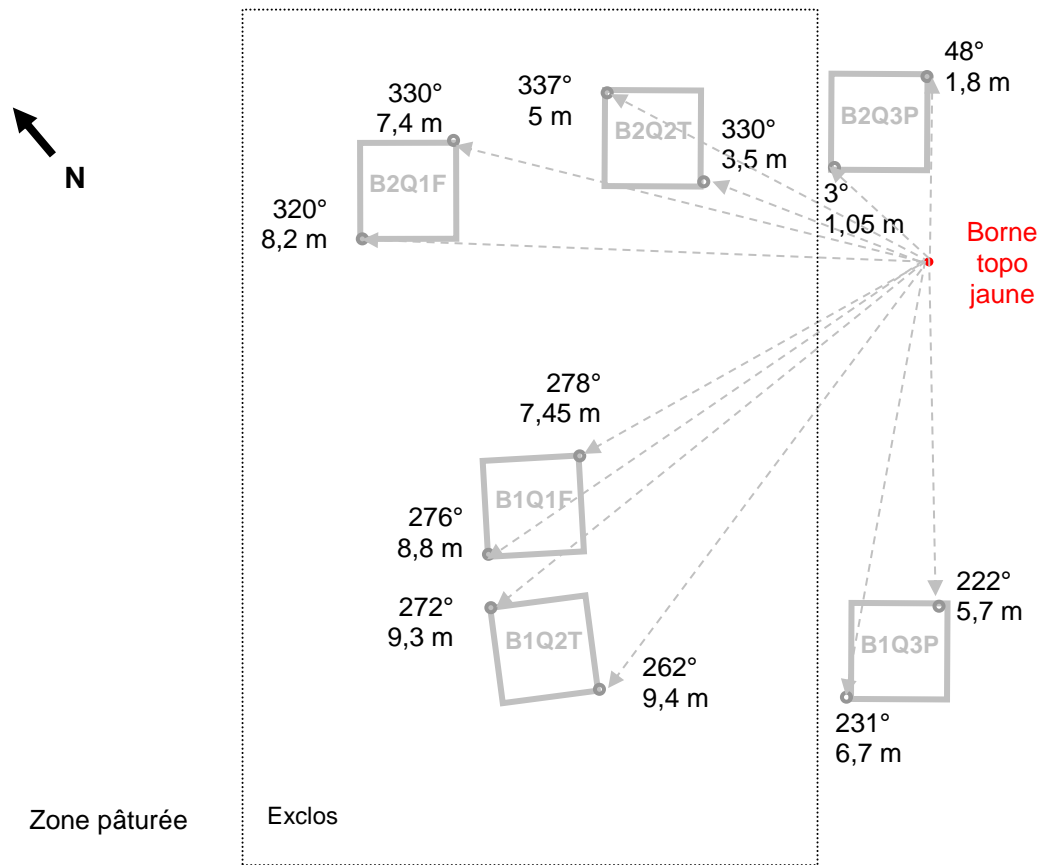 48°
1,8 m
337°
5 m
330°
7,4 m
B2Q2T
B2Q3P
330°
3,5 m
N
B2Q1F
3°
1,05 m
320°
8,2 m
Borne
topo
jaune
278°
7,45 m
B1Q1F
276°
8,8 m
272°
9,3 m
B1Q2T
222°
5,7 m
B1Q3P
262°
9,4 m
231°
6,7 m
Zone pâturée
Exclos